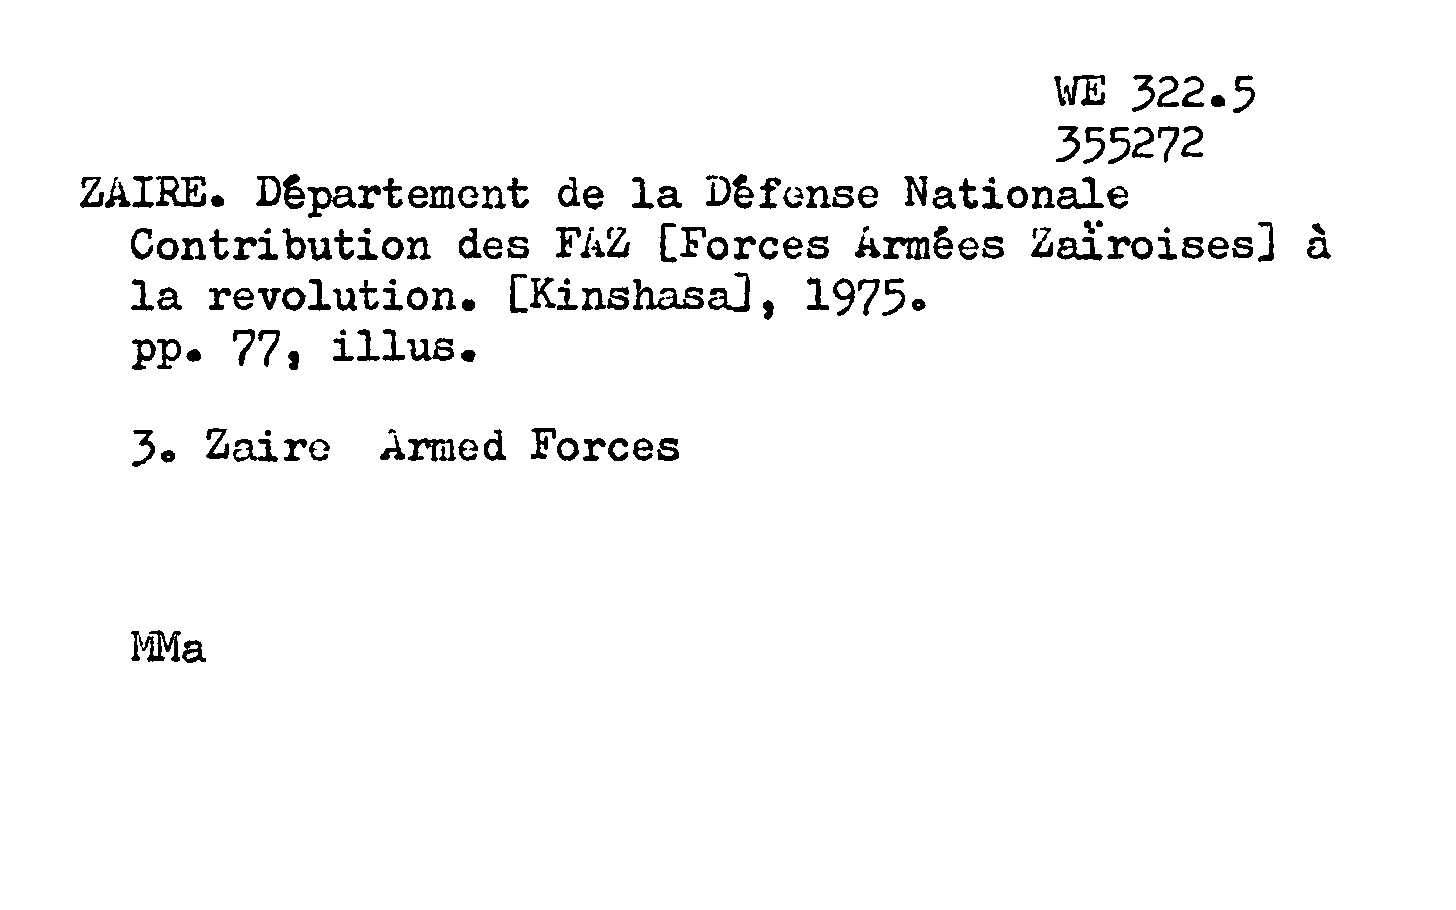 WE 322.5
355272
ZAIRE. Département de la Défense Nationale
Contribution des FAZ [Forces Armées Zaïroises] à
la revolution. [Kinshasa], 1975.
pp. 77, illus.
3. Zaire Armed Forces
MMa